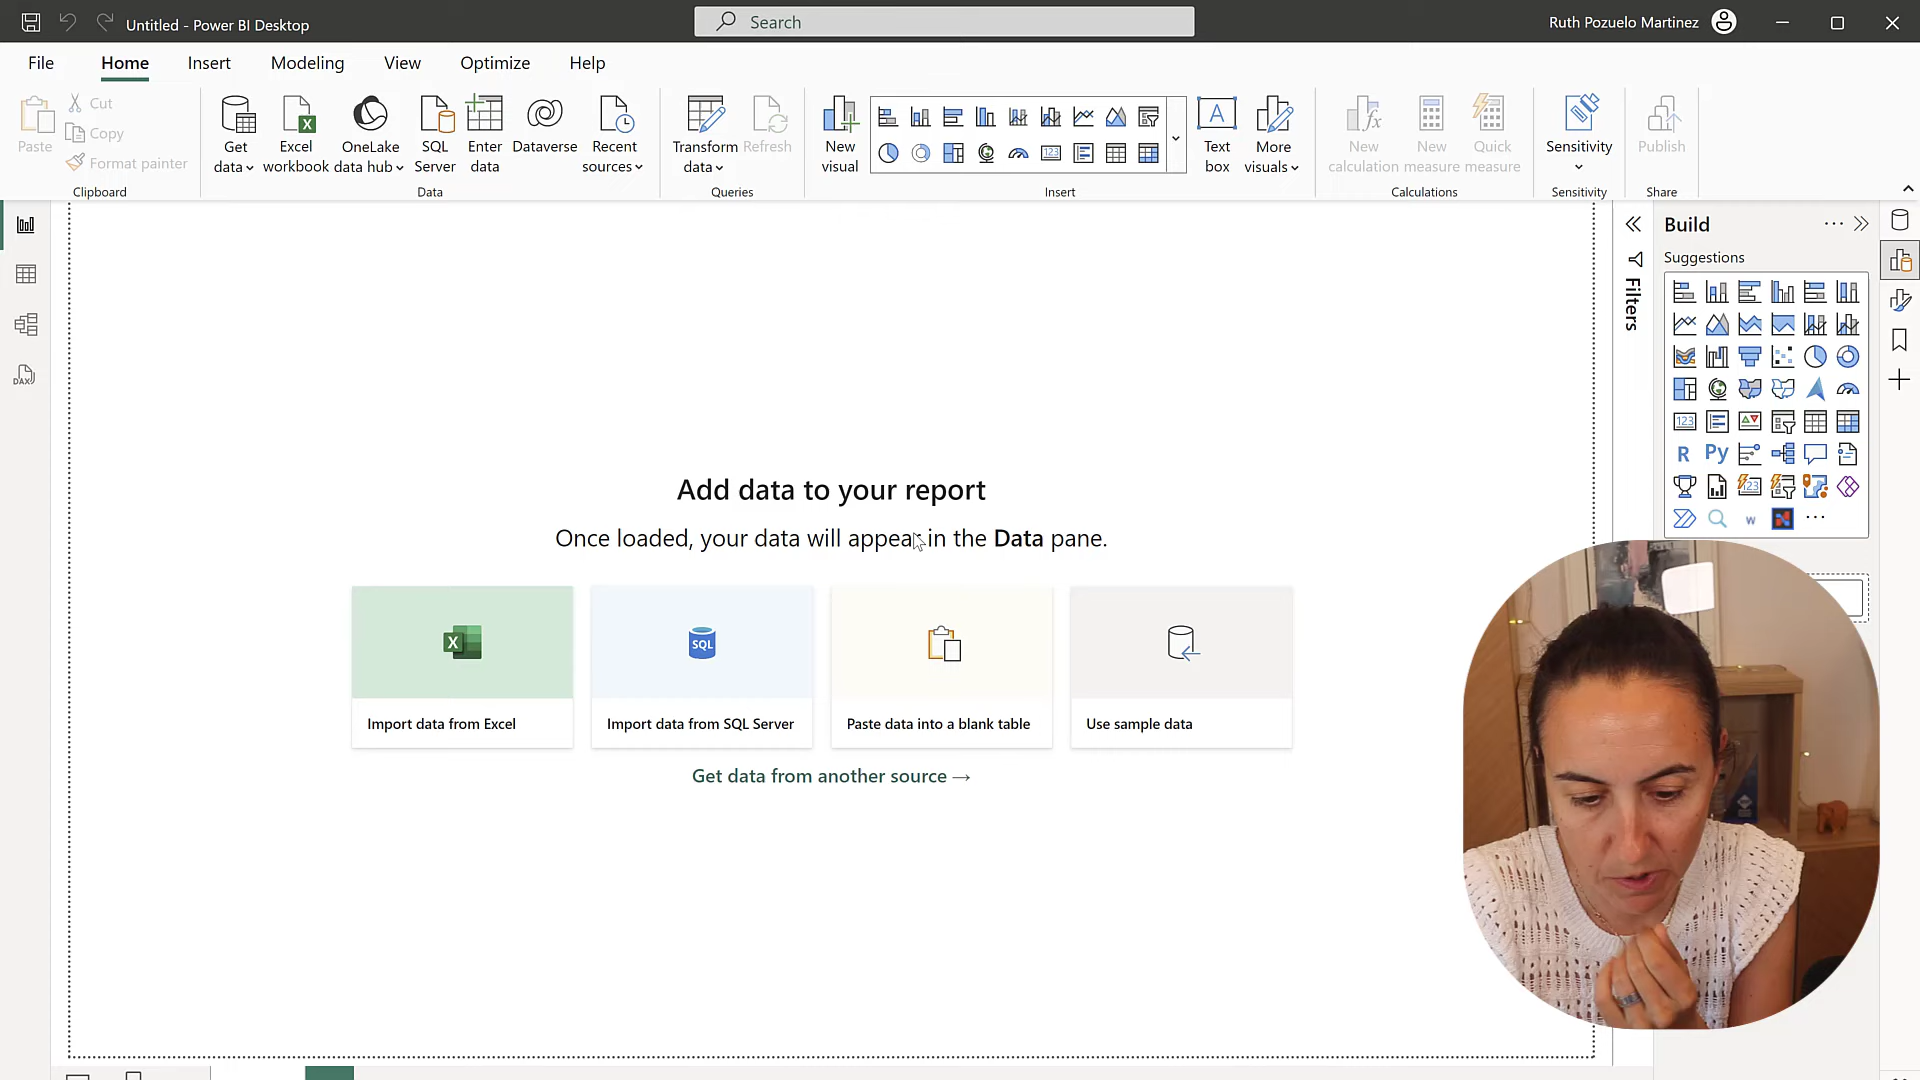 Untitled - Power BI Desktop
Search
Ruth Pozuelo Martinez
File Home Insert Modeling View Optimize Help
Paste
Cut
Copy
Format painter
Clipboard
Get data
Excel workbook
OneLake data hub
SQL Server
Enter data
Dataverse
Recent sources
Data
Transform data
Refresh
Queries
New visual
Text box
More visuals
Insert
New calculation
New measure
Quick measure
Calculations
Sensitivity
Sensitivity
Publish
Share
DAX
Filters
Build
Suggestions
123
R Py
123
W
Add data to your report
Once loaded, your data will appear in the Data pane.
X
SQL
Import data from Excel
Import data from SQL Server
Paste data into a blank table
Use sample data
Get data from another source →